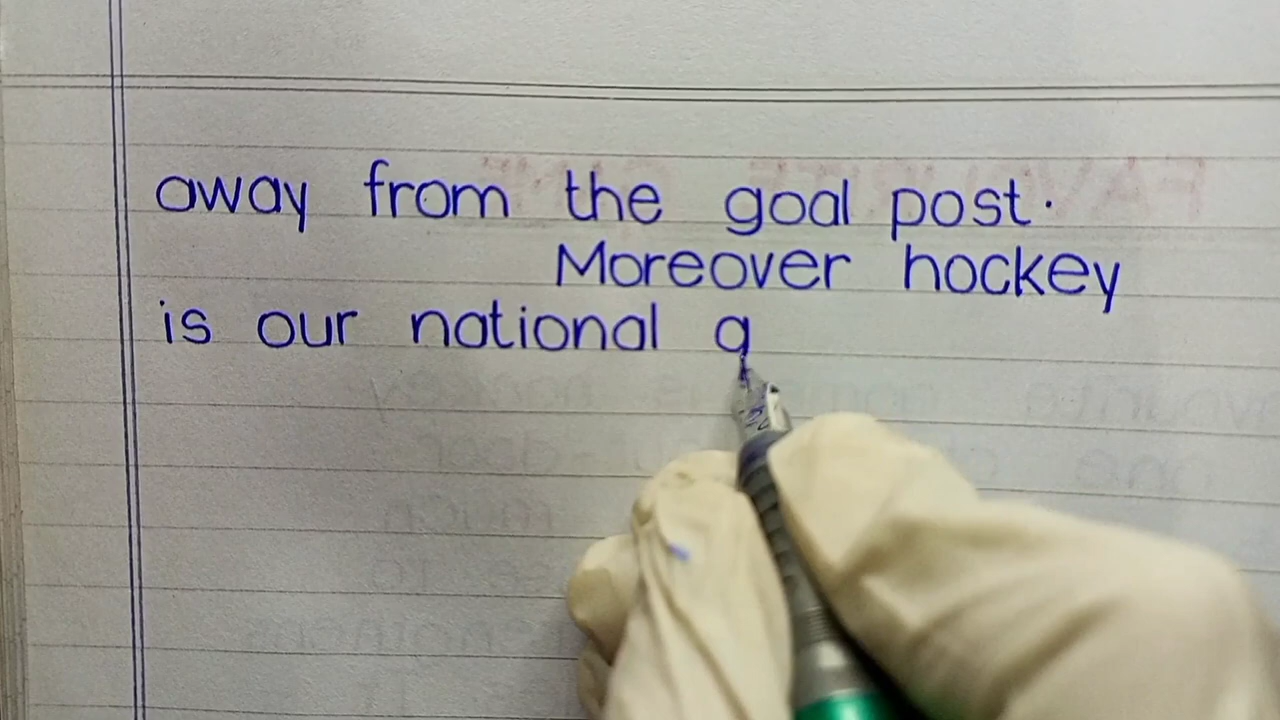 away from the goal post.
Moreover hockey
is our national g